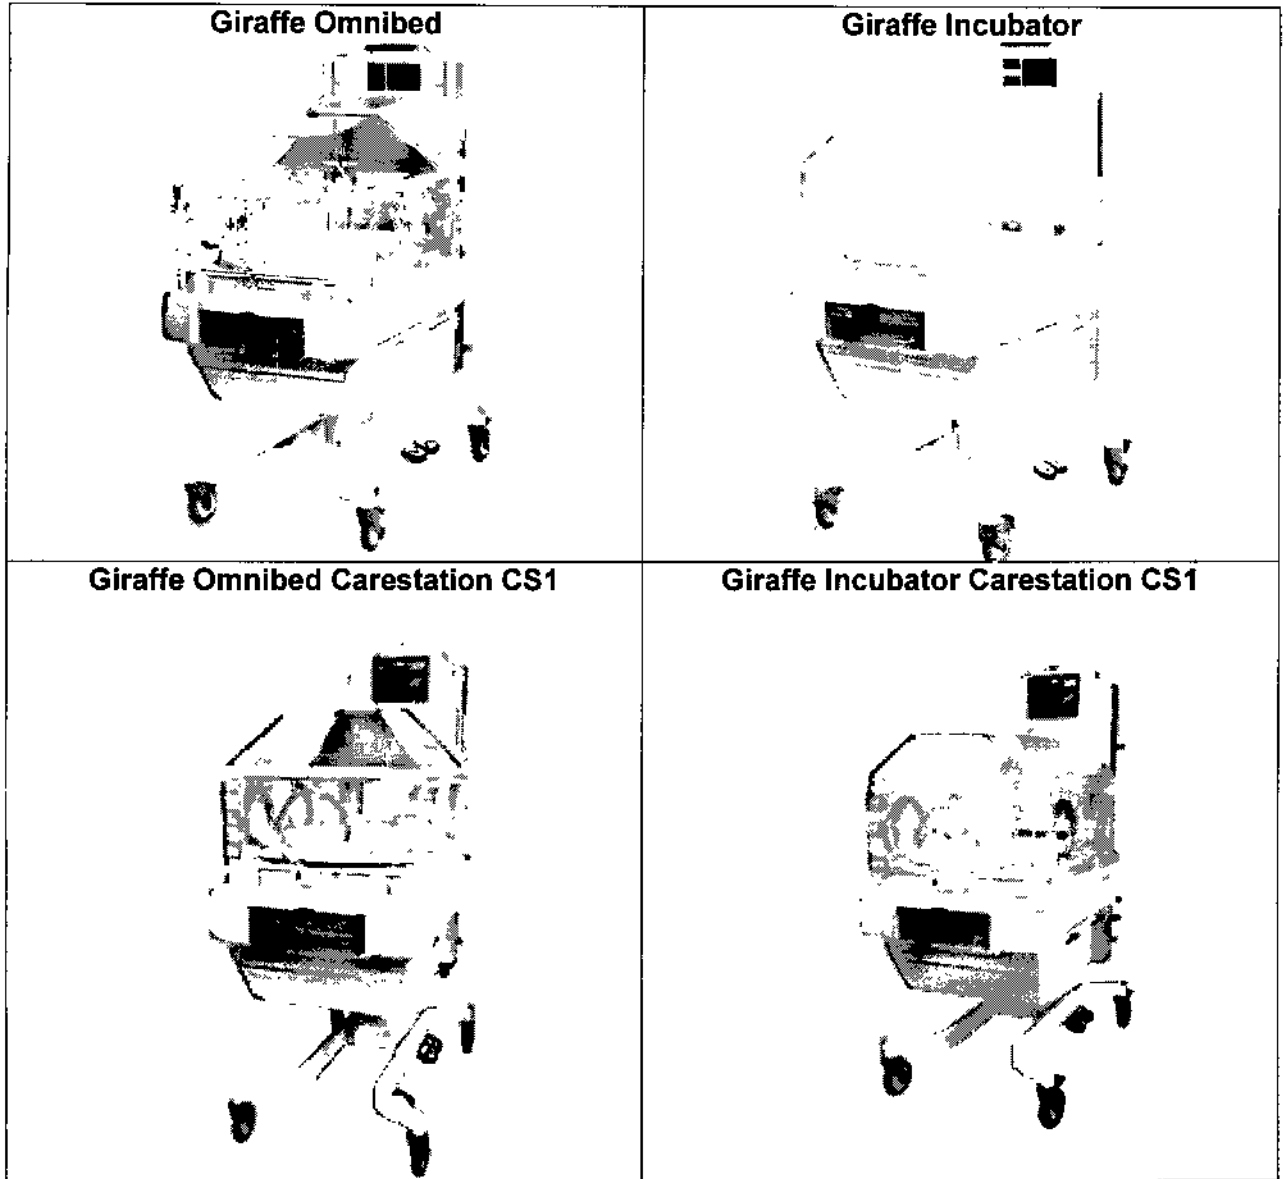 Giraffe Omnibed
Giraffe Incubator
Giraffe Omnibed Carestation CS1
Giraffe Incubator Carestation CS1